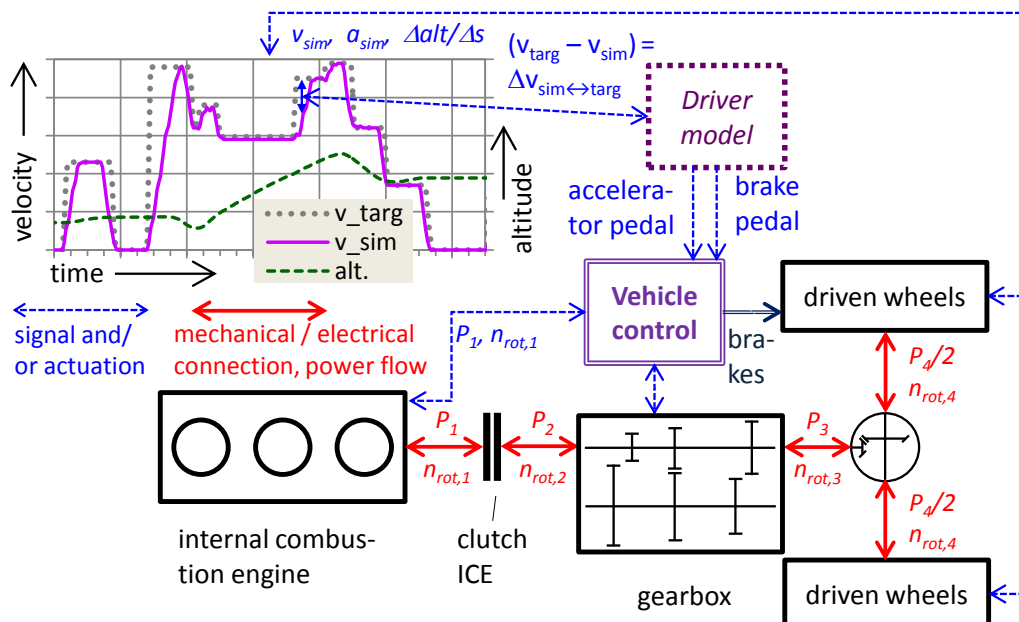 v_sim, a_sim, Δalt/Δs
(v_targ – v_sim) =
Δv_sim↔targ
Driver
model
velocity
altitude
v_targ
v_sim
alt.
time
accelera-
tor pedal
brake
pedal
signal and/
or actuation
mechanical / electrical
connection, power flow
P_1, n_rot,1
Vehicle
control
bra-
kes
driven wheels
P_4/2
n_rot,4
P_1
n_rot,1
P_2
n_rot,2
P_3
n_rot,3
P_4/2
n_rot,4
internal combus-
tion engine
clutch
ICE
gearbox
driven wheels